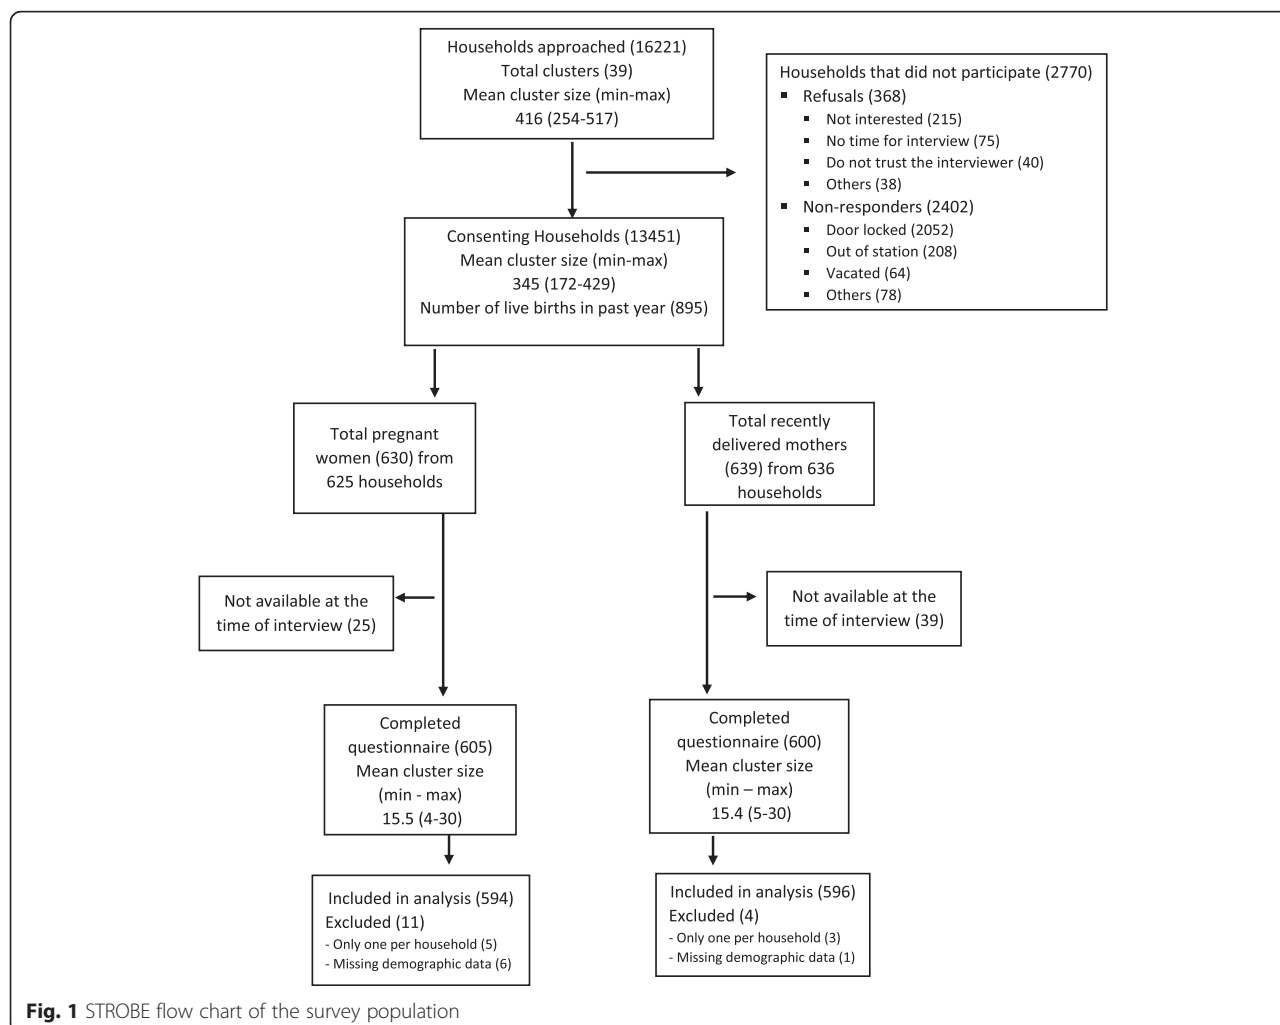 Households approached (16221)
Total clusters (39)
Mean cluster size (min-max)
416 (254-517)
Households that did not participate (2770)
▪ Refusals (368)
▪ Not interested (215)
▪ No time for interview (75)
▪ Do not trust the interviewer (40)
▪ Others (38)
▪ Non-responders (2402)
▪ Door locked (2052)
▪ Out of station (208)
▪ Vacated (64)
▪ Others (78)
Consenting Households (13451)
Mean cluster size (min-max)
345 (172-429)
Number of live births in past year (895)
Total pregnant
women (630) from
625 households
Total recently
delivered mothers
(639) from 636
households
Not available at the
time of interview (25)
Not available at the
time of interview (39)
Completed
questionnaire (605)
Mean cluster size
(min - max)
15.5 (4-30)
Completed
questionnaire (600)
Mean cluster size
(min – max)
15.4 (5-30)
Included in analysis (594)
Excluded (11)
- Only one per household (5)
- Missing demographic data (6)
Included in analysis (596)
Excluded (4)
- Only one per household (3)
- Missing demographic data (1)
Fig. 1 STROBE flow chart of the survey population